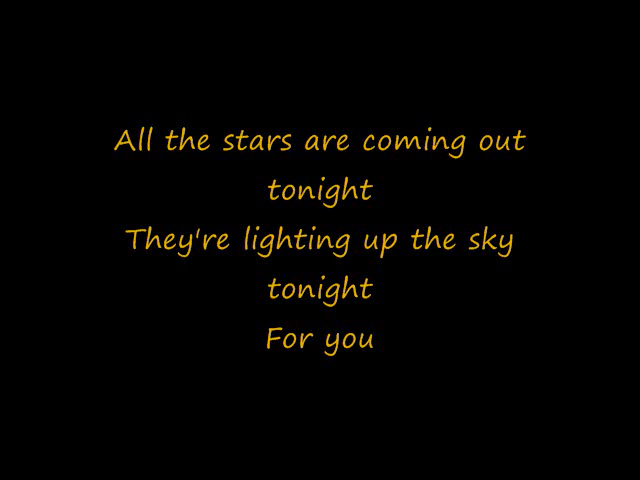 All the stars are coming out
tonight
They're lighting up the sky
tonight
For you